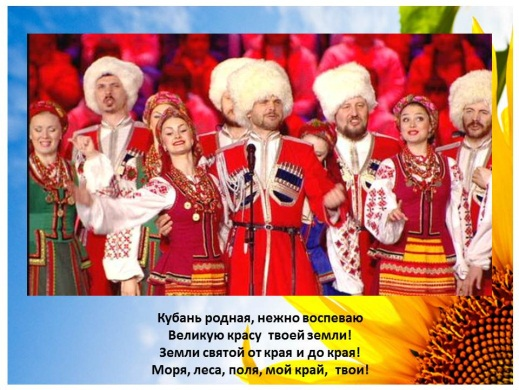 Кубань родная, нежно воспеваю
Великую красу твоей земли!
Земли святой от края и до края!
Моря, леса, поля, мой край, твои!